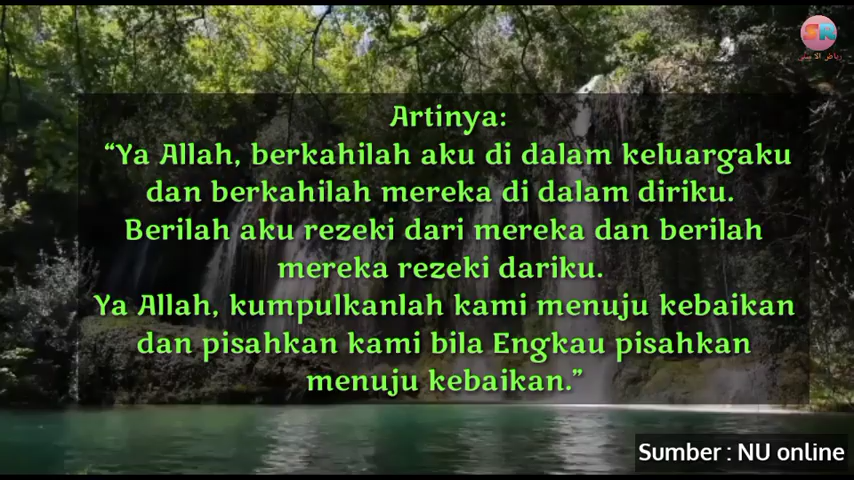 SR
Artinya:
“Ya Allah, berkahilah aku di dalam keluargaku
dan berkahilah mereka di dalam diriku.
Berilah aku rezeki dari mereka dan berilah
mereka rezeki dariku.
Ya Allah, kumpulkanlah kami menuju kebaikan
dan pisahkan kami bila Engkau pisahkan
menuju kebaikan.”
Sumber : NU online